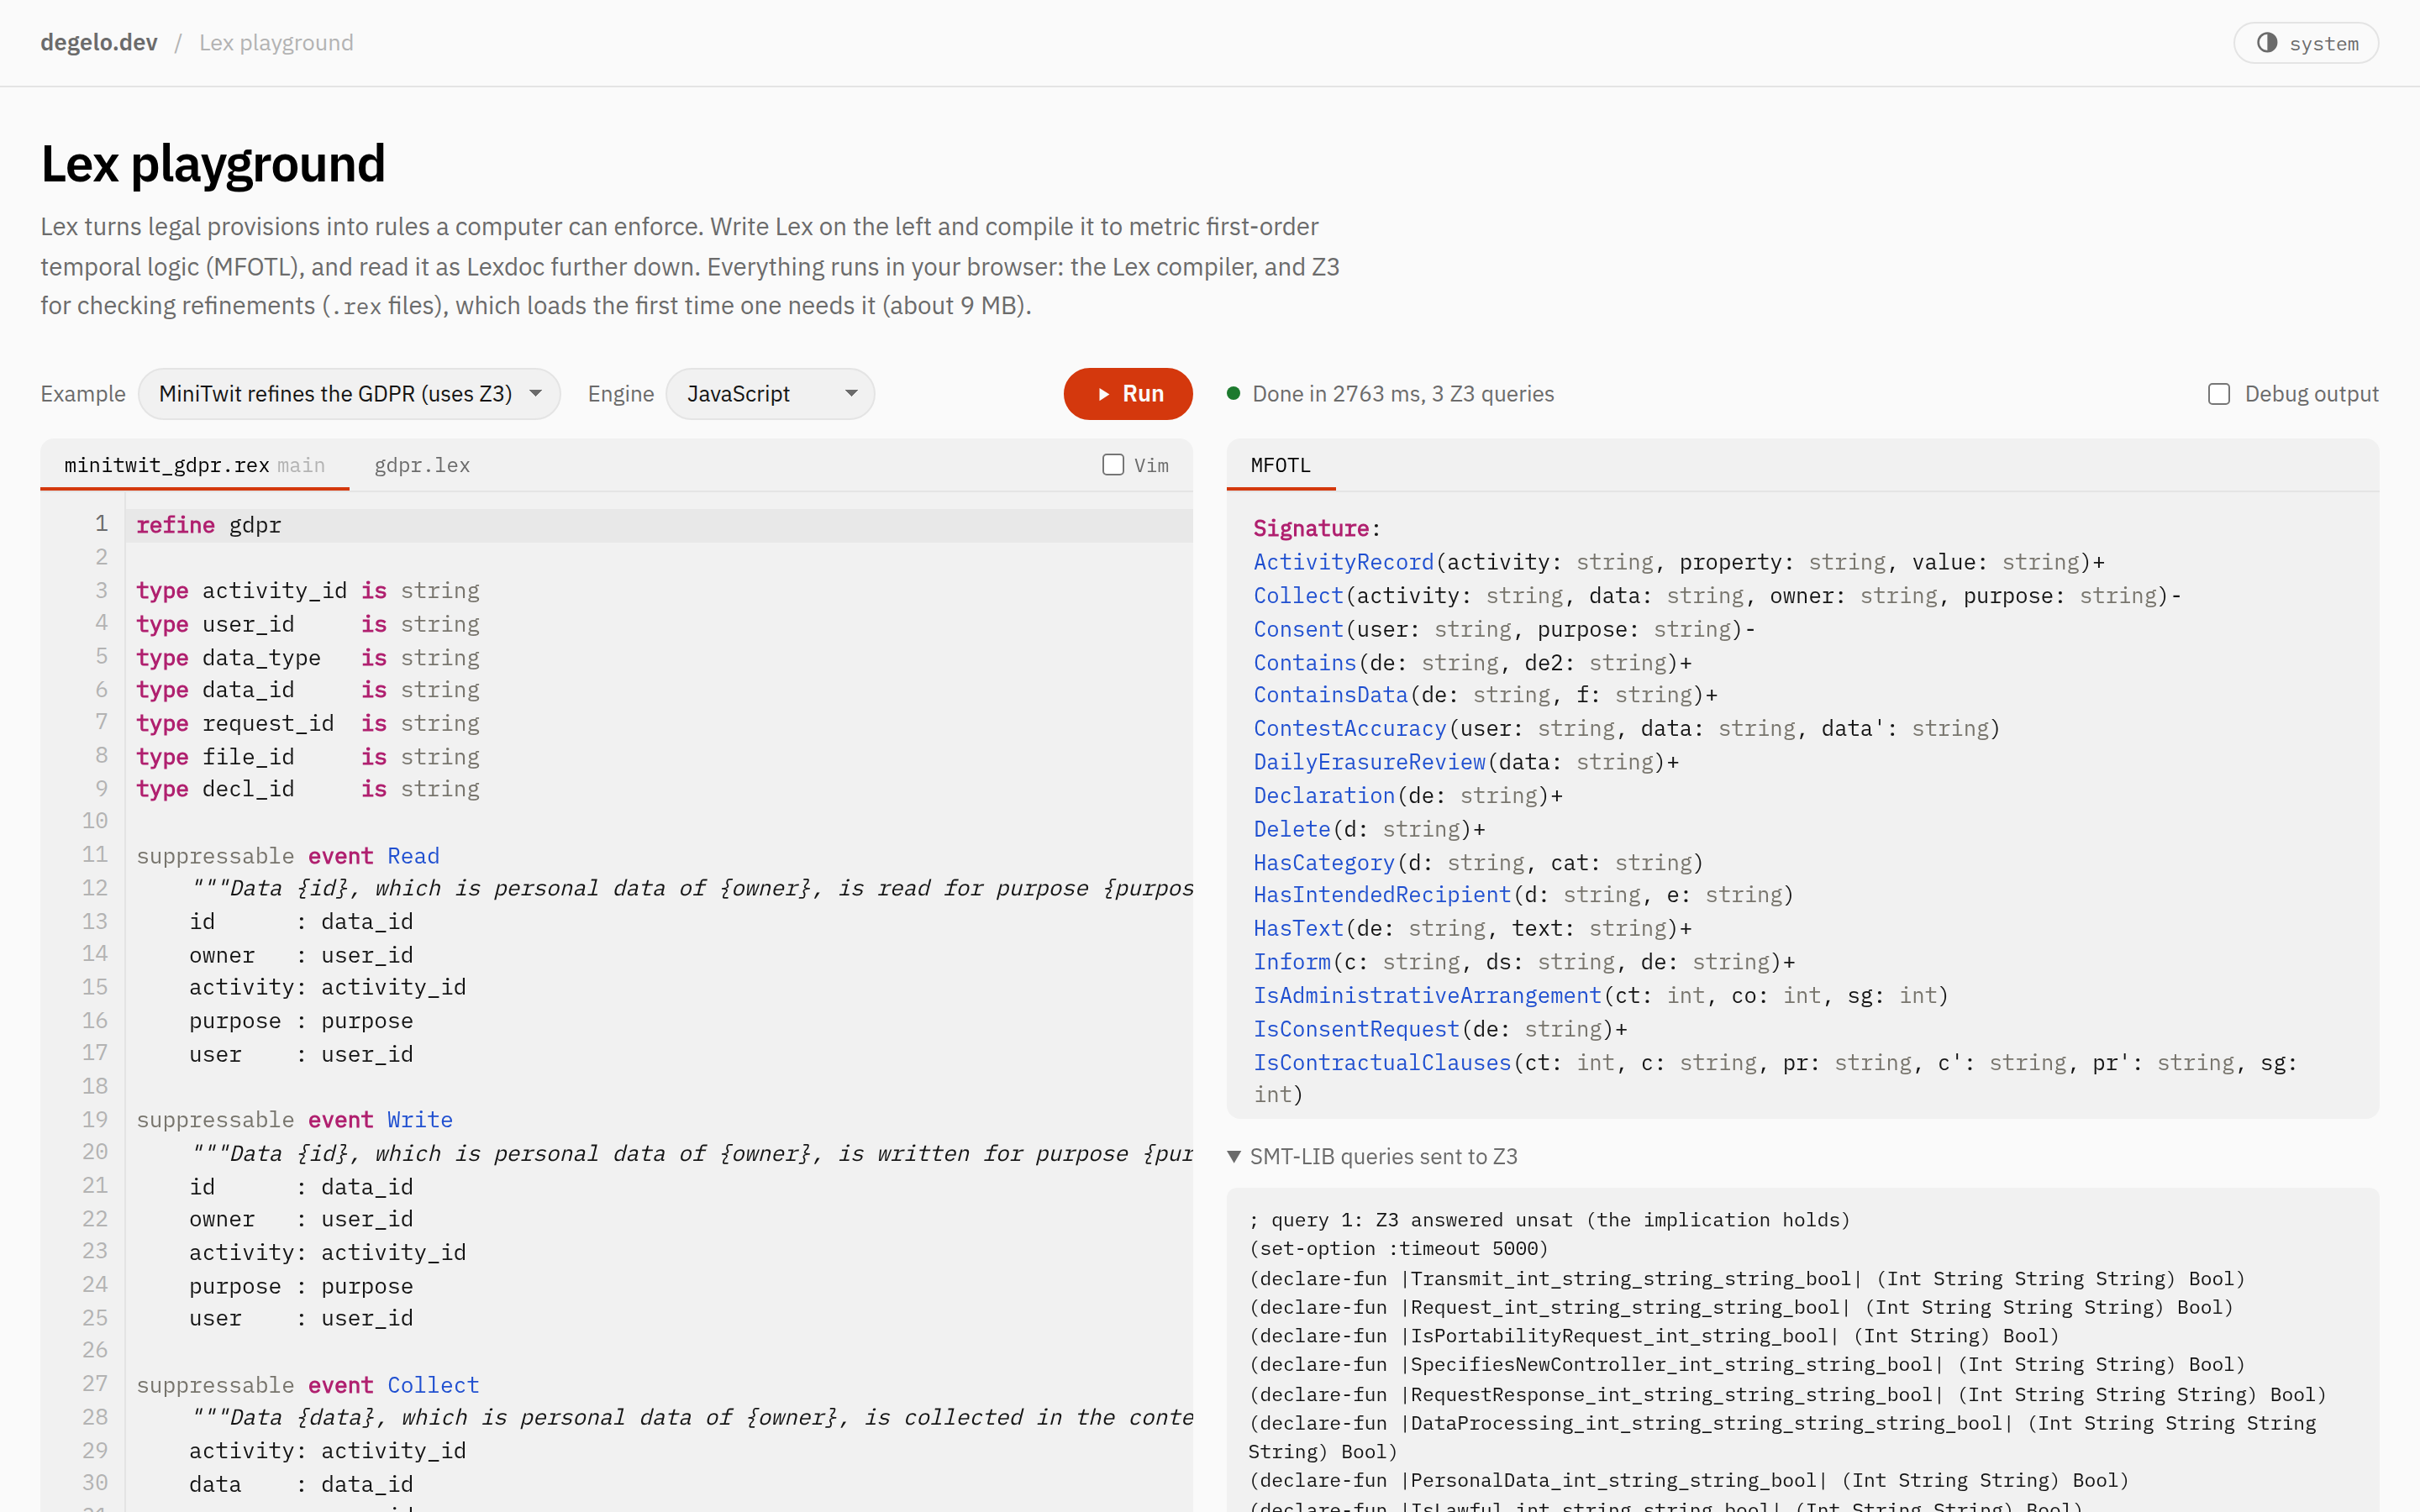 degelo.dev / Lex playground
system
Lex playground
Lex turns legal provisions into rules a computer can enforce. Write Lex on the left and compile it to metric first-order
temporal logic (MFOTL), and read it as Lexdoc further down. Everything runs in your browser: the Lex compiler, and Z3
for checking refinements (.rex files), which loads the first time one needs it (about 9 MB).
Example MiniTwit refines the GDPR (uses Z3) Engine JavaScript Run
Done in 2763 ms, 3 Z3 queries Debug output
minitwit_gdpr.rex main gdpr.lex Vim
1 refine gdpr
2
3 type activity_id is string
4 type user_id     is string
5 type data_type   is string
6 type data_id     is string
7 type request_id  is string
8 type file_id     is string
9 type decl_id     is string
10
11 suppressable event Read
12     """Data {id}, which is personal data of {owner}, is read for purpose {purpos
13     id      : data_id
14     owner   : user_id
15     activity: activity_id
16     purpose : purpose
17     user    : user_id
18
19 suppressable event Write
20     """Data {id}, which is personal data of {owner}, is written for purpose {pur
21     id      : data_id
22     owner   : user_id
23     activity: activity_id
24     purpose : purpose
25     user    : user_id
26
27 suppressable event Collect
28     """Data {data}, which is personal data of {owner}, is collected in the conte
29     activity: activity_id
30     data    : data_id
MFOTL
Signature:
ActivityRecord(activity: string, property: string, value: string)+
Collect(activity: string, data: string, owner: string, purpose: string)-
Consent(user: string, purpose: string)-
Contains(de: string, de2: string)+
ContainsData(de: string, f: string)+
ContestAccuracy(user: string, data: string, data': string)
DailyErasureReview(data: string)+
Declaration(de: string)+
Delete(d: string)+
HasCategory(d: string, cat: string)
HasIntendedRecipient(d: string, e: string)
HasText(de: string, text: string)+
Inform(c: string, ds: string, de: string)+
IsAdministrativeArrangement(ct: int, co: int, sg: int)
IsConsentRequest(de: string)+
IsContractualClauses(ct: int, c: string, pr: string, c': string, pr': string, sg:
int)
▼ SMT-LIB queries sent to Z3
; query 1: Z3 answered unsat (the implication holds)
(set-option :timeout 5000)
(declare-fun |Transmit_int_string_string_string_bool| (Int String String String) Bool)
(declare-fun |Request_int_string_string_string_bool| (Int String String String) Bool)
(declare-fun |IsPortabilityRequest_int_string_bool| (Int String) Bool)
(declare-fun |SpecifiesNewController_int_string_string_bool| (Int String String) Bool)
(declare-fun |RequestResponse_int_string_string_string_bool| (Int String String String) Bool)
(declare-fun |DataProcessing_int_string_string_string_string_bool| (Int String String String
String) Bool)
(declare-fun |PersonalData_int_string_string_bool| (Int String String) Bool)
(declare-fun |IsLawful_int_string_string_bool| (Int String String) Bool)